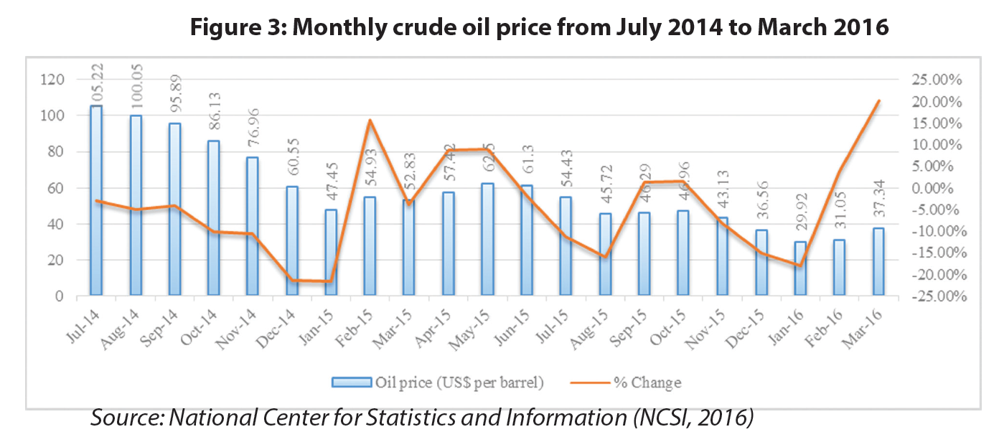 Figure 3: Monthly crude oil price from July 2014 to March 2016
120
100
80
60
40
20
0
105.22
100.05
95.89
86.13
76.96
60.55
47.45
54.93
52.83
57.42
62.5
61.3
54.43
45.72
46.29
46.96
43.13
36.56
29.92
31.05
37.34
25.00%
20.00%
15.00%
10.00%
5.00%
0.00%
-5.00%
-10.00%
-15.00%
-20.00%
-25.00%
Jul-14
Aug-14
Sep-14
Oct-14
Nov-14
Dec-14
Jan-15
Feb-15
Mar-15
Apr-15
May-15
Jun-15
Jul-15
Aug-15
Sep-15
Oct-15
Nov-15
Dec-15
Jan-16
Feb-16
Mar-16
Oil price (US$ per barrel)
% Change
Source: National Center for Statistics and Information (NCSI, 2016)